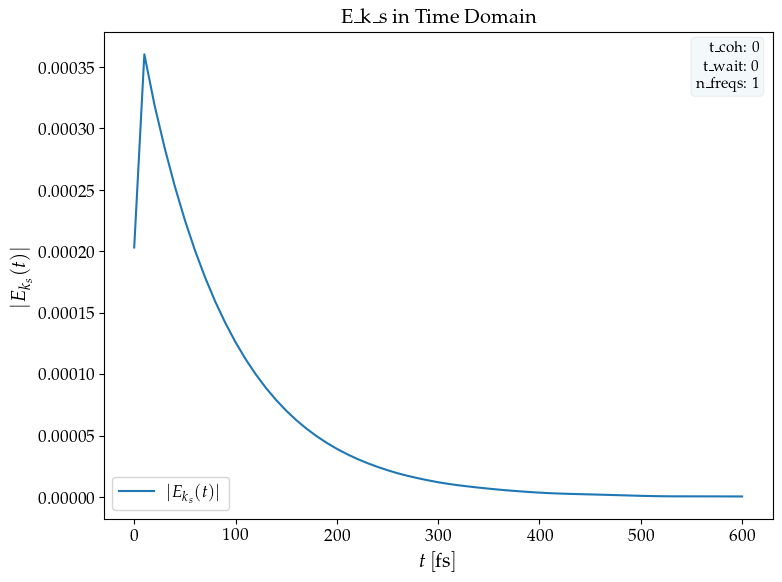 E_k_s in Time Domain
t_coh: 0
t_wait: 0
n_freqs: 1
|E_{k_s}(t)|
0.00035
0.00030
0.00025
0.00020
0.00015
0.00010
0.00005
0.00000
|E_{k_s}(t)|
0 100 200 300 400 500 600
t [fs]